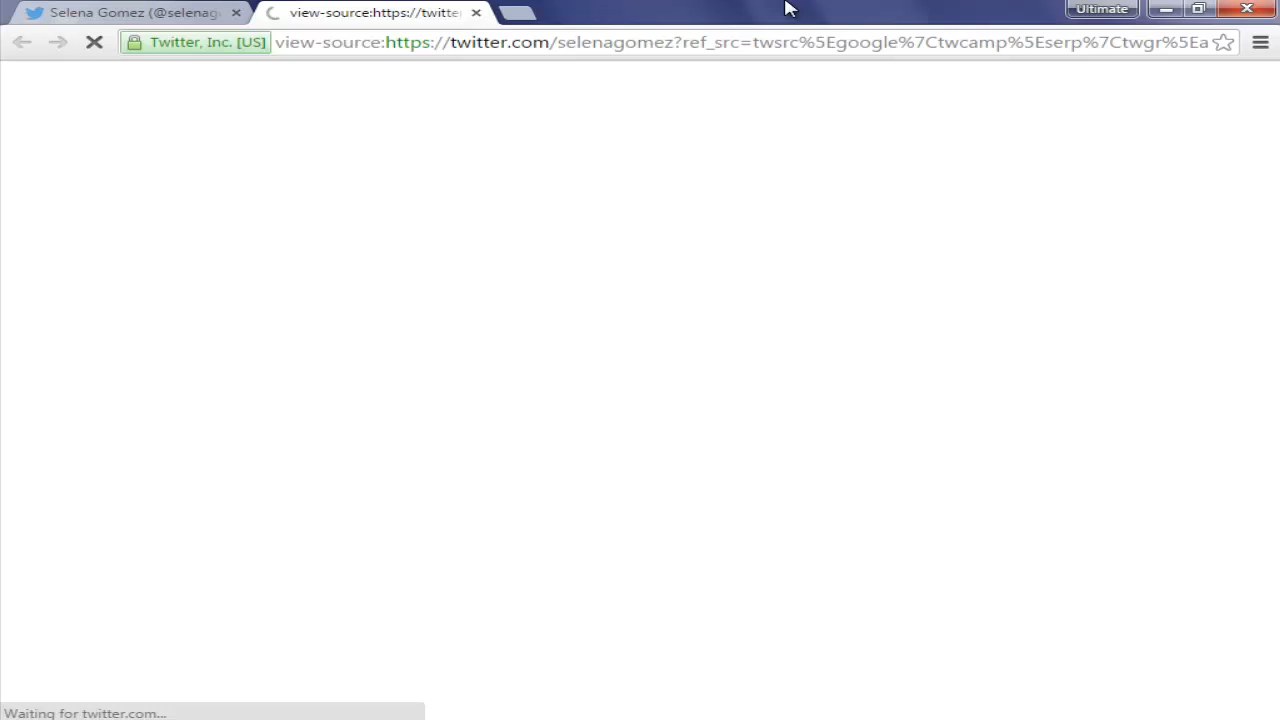 Selena Gomez (@selenag
view-source:https://twitter
Ultimate
Twitter, Inc. [US]
view-source:https://twitter.com/selenagomez?ref_src=twsrc%5Egoogle%7Ctwcamp%5Eserp%7Ctwgr%5Ea
Waiting for twitter.com...